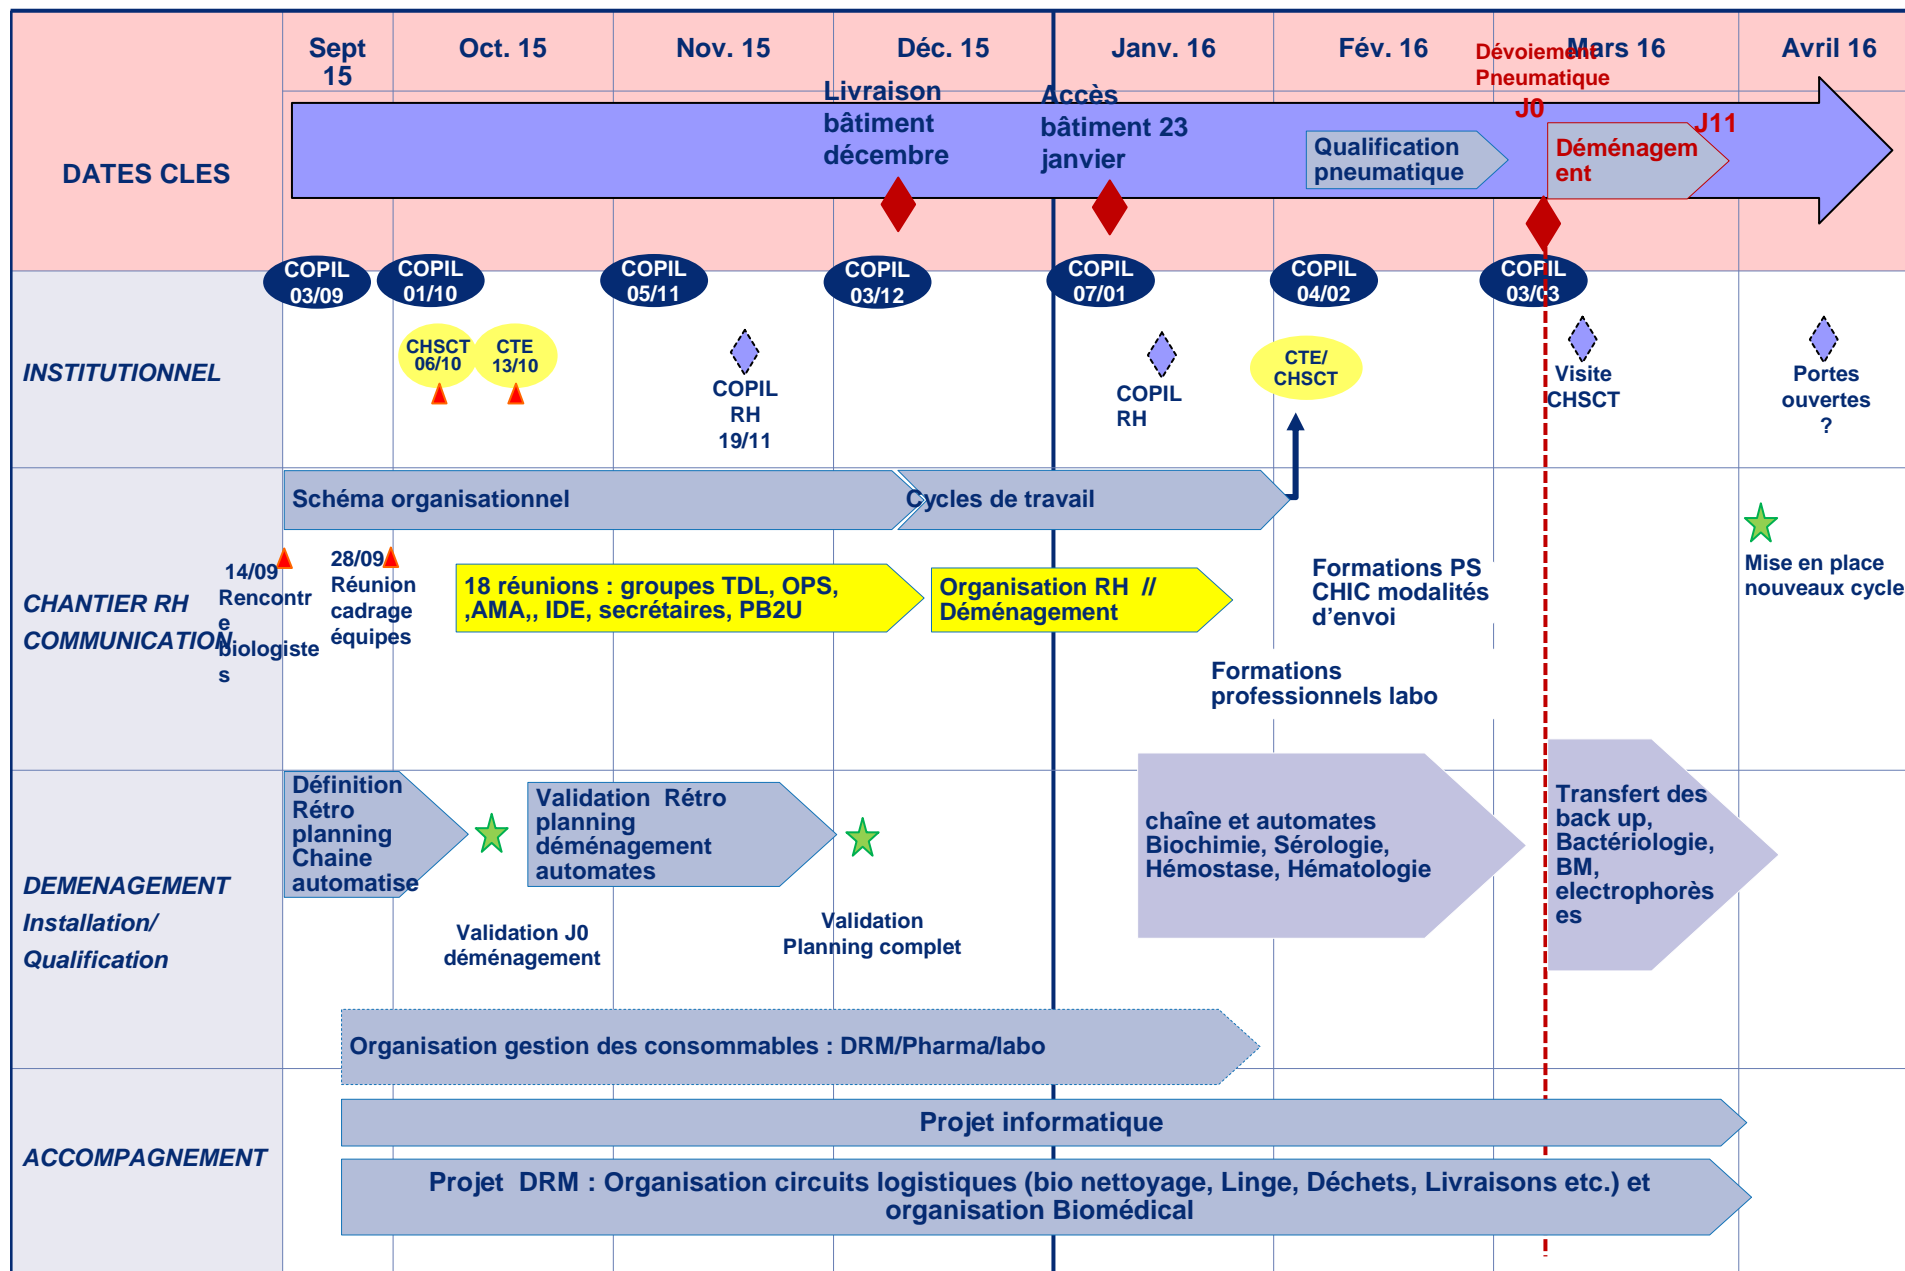 Sept
15
Oct. 15
Nov. 15
Déc. 15
Janv. 16
Fév. 16
Mars 16
Avril 16
DATES CLES
Livraison
bâtiment
décembre
Accès
bâtiment 23
janvier
Qualification
pneumatique
Dévoiement
Pneumatique
J0
J11
Déménagem
ent
COPIL
03/09
COPIL
01/10
COPIL
05/11
COPIL
03/12
COPIL
07/01
COPIL
04/02
COPIL
03/03
INSTITUTIONNEL
CHSCT
06/10
CTE
13/10
COPIL
RH
19/11
COPIL
RH
CTE/
CHSCT
Visite
CHSCT
Portes
ouvertes
?
CHANTIER RH
COMMUNICATION
Schéma organisationnel
Cycles de travail
14/09
Rencontr
e
biologiste
s
28/09
Réunion
cadrage
équipes
18 réunions : groupes TDL, OPS,
,AMA,, IDE, secrétaires, PB2U
Organisation RH //
Déménagement
Formations PS
CHIC modalités
d’envoi
Formations
professionnels labo
Mise en place
nouveaux cycle
DEMENAGEMENT
Installation/
Qualification
Définition
Rétro
planning
Chaine
automatise
Validation J0
déménagement
Validation Rétro
planning
déménagement
automates
Validation
Planning complet
chaîne et automates
Biochimie, Sérologie,
Hémostase, Hématologie
Transfert des
back up,
Bactériologie,
BM,
electrophorès
es
Organisation gestion des consommables : DRM/Pharma/labo
ACCOMPAGNEMENT
Projet informatique
Projet DRM : Organisation circuits logistiques (bio nettoyage, Linge, Déchets, Livraisons etc.) et
organisation Biomédical